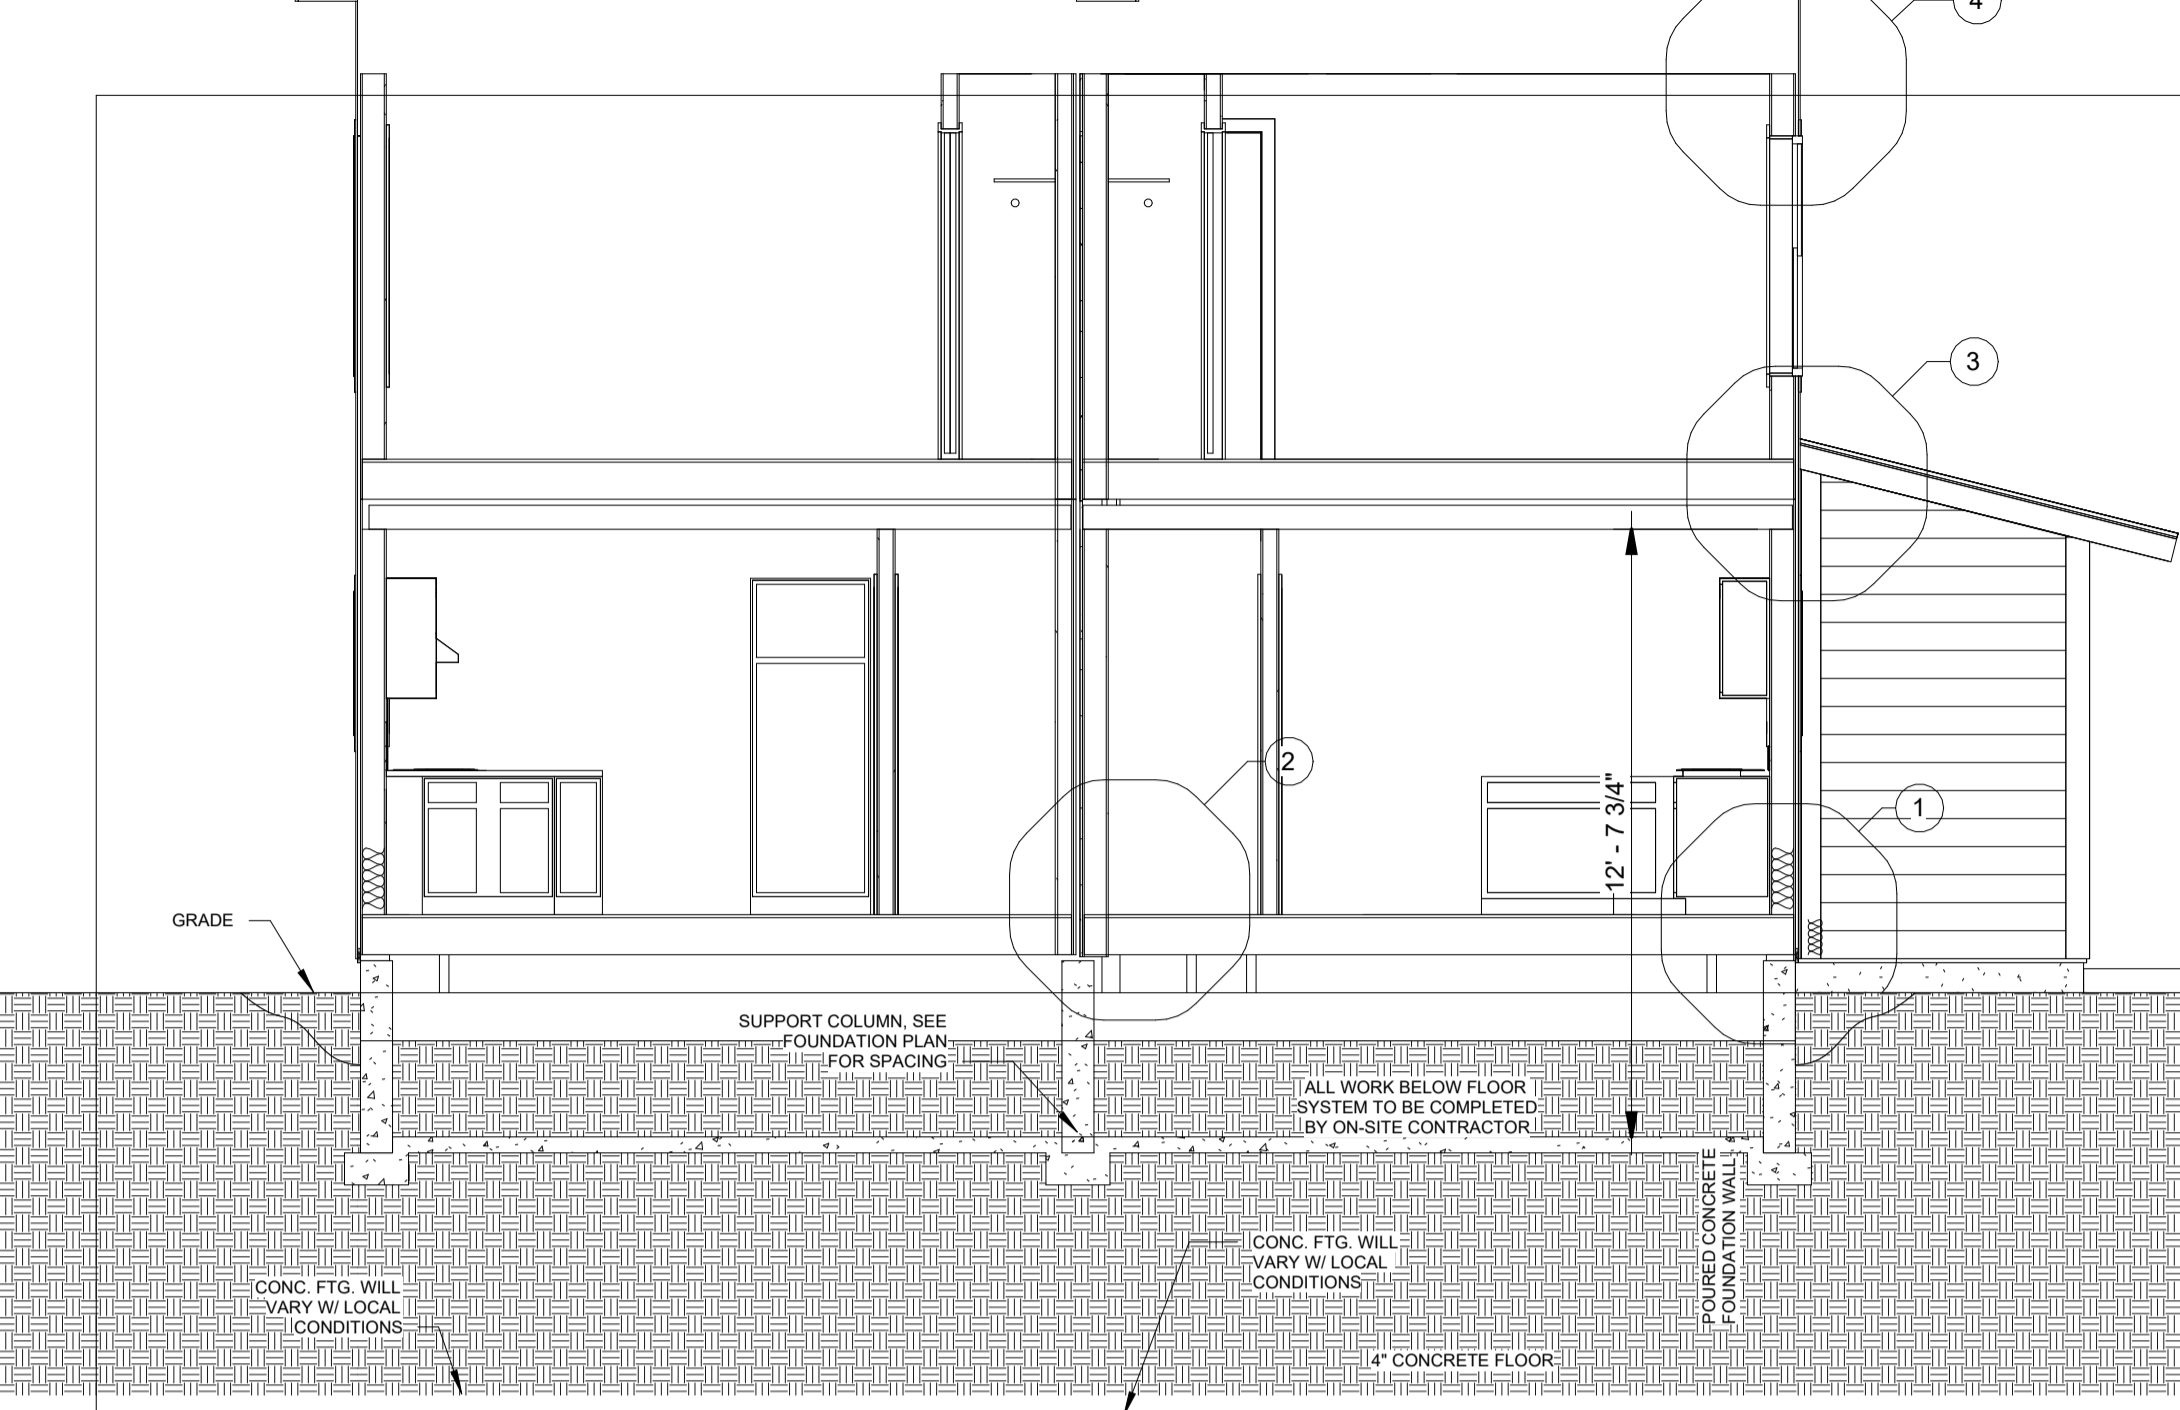 4
3
2
12' - 7 3/4"
1
GRADE
SUPPORT COLUMN, SEE
FOUNDATION PLAN
FOR SPACING
ALL WORK BELOW FLOOR
SYSTEM TO BE COMPLETED
BY ON-SITE CONTRACTOR
POURED CONCRETE
FOUNDATION WALL
CONC. FTG. WILL
VARY W/ LOCAL
CONDITIONS
CONC. FTG. WILL
VARY W/ LOCAL
CONDITIONS
4" CONCRETE FLOOR